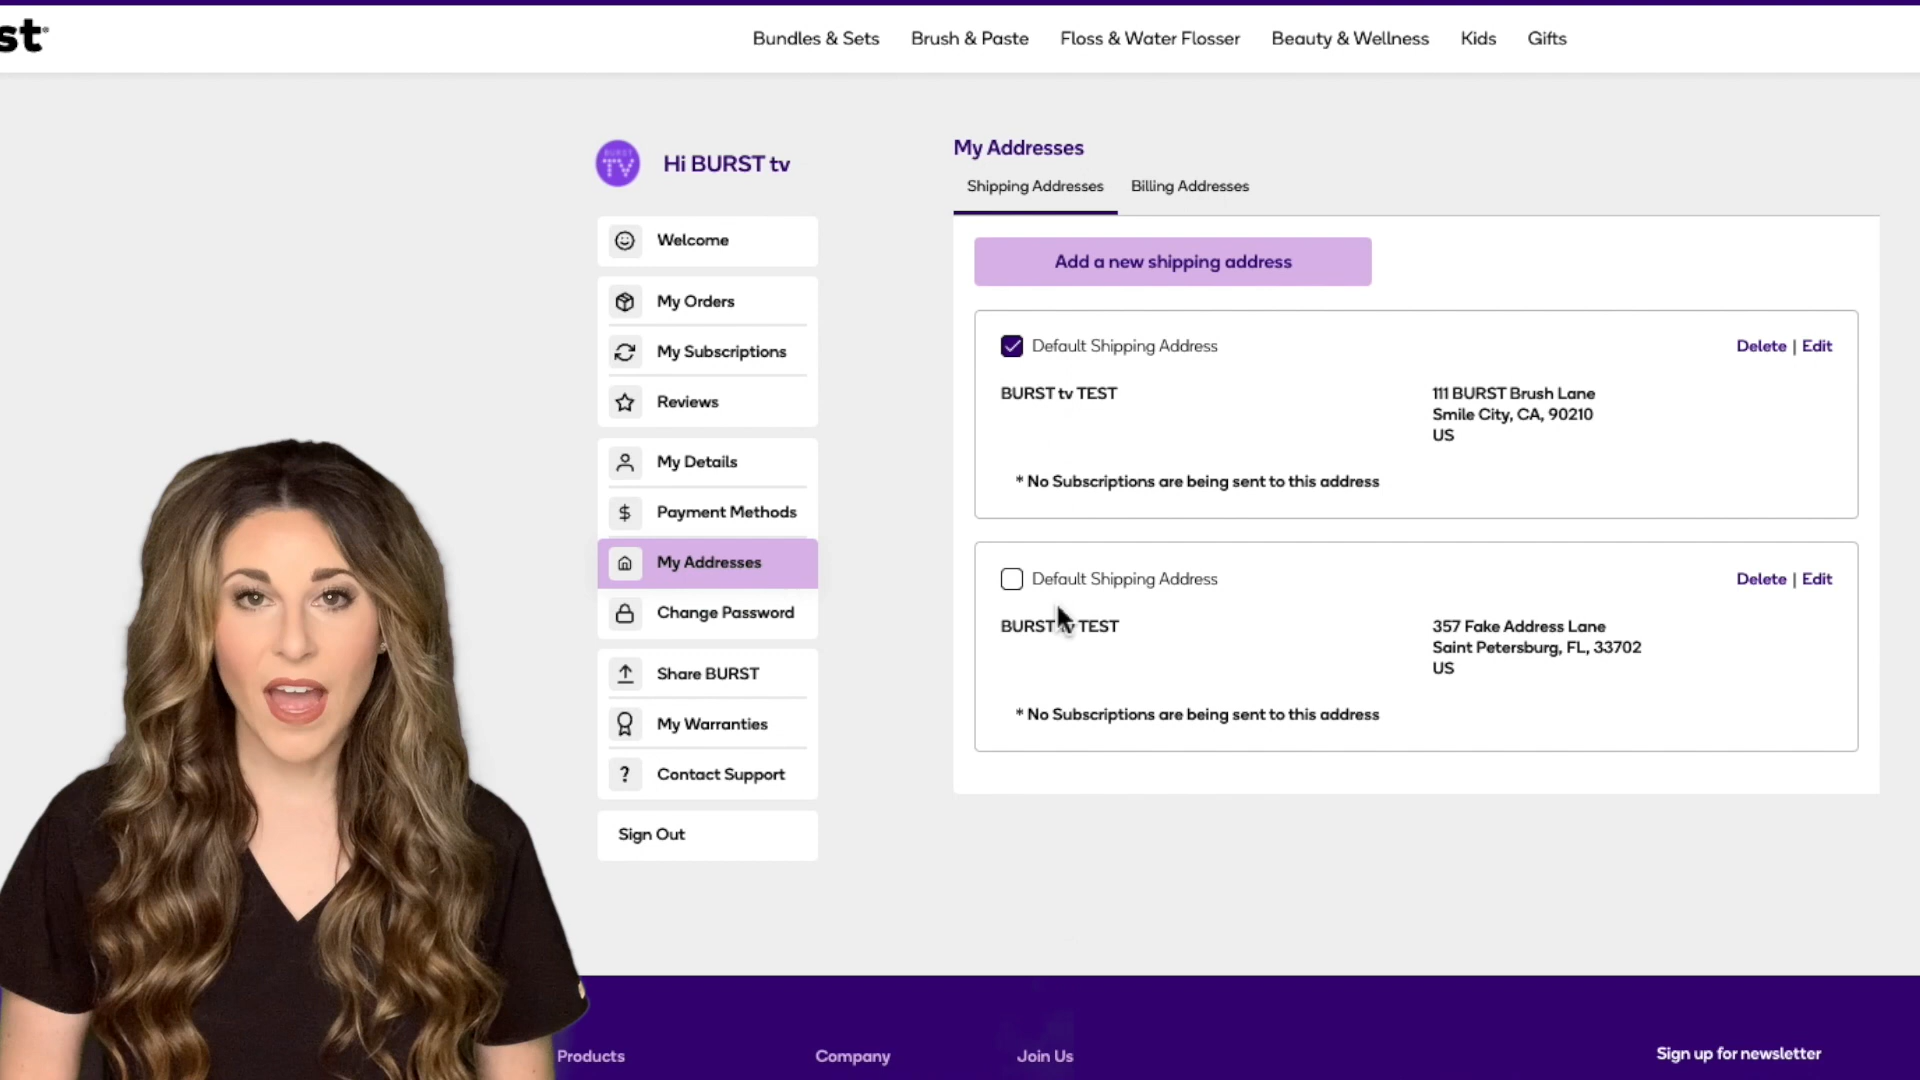 st
Bundles & Sets
Brush & Paste
Floss & Water Flosser
Beauty & Wellness
Kids
Gifts
BURST
TV
Hi BURST tv
Welcome
My Orders
My Subscriptions
Reviews
My Details
Payment Methods
My Addresses
Change Password
Share BURST
My Warranties
? Contact Support
Sign Out
My Addresses
Shipping Addresses
Billing Addresses
Add a new shipping address
Default Shipping Address
Delete | Edit
BURST tv TEST
111 BURST Brush Lane
Smile City, CA, 90210
US
* No Subscriptions are being sent to this address
Default Shipping Address
Delete | Edit
BURST tv TEST
357 Fake Address Lane
Saint Petersburg, FL, 33702
US
* No Subscriptions are being sent to this address
Products
Company
Join Us
Sign up for newsletter